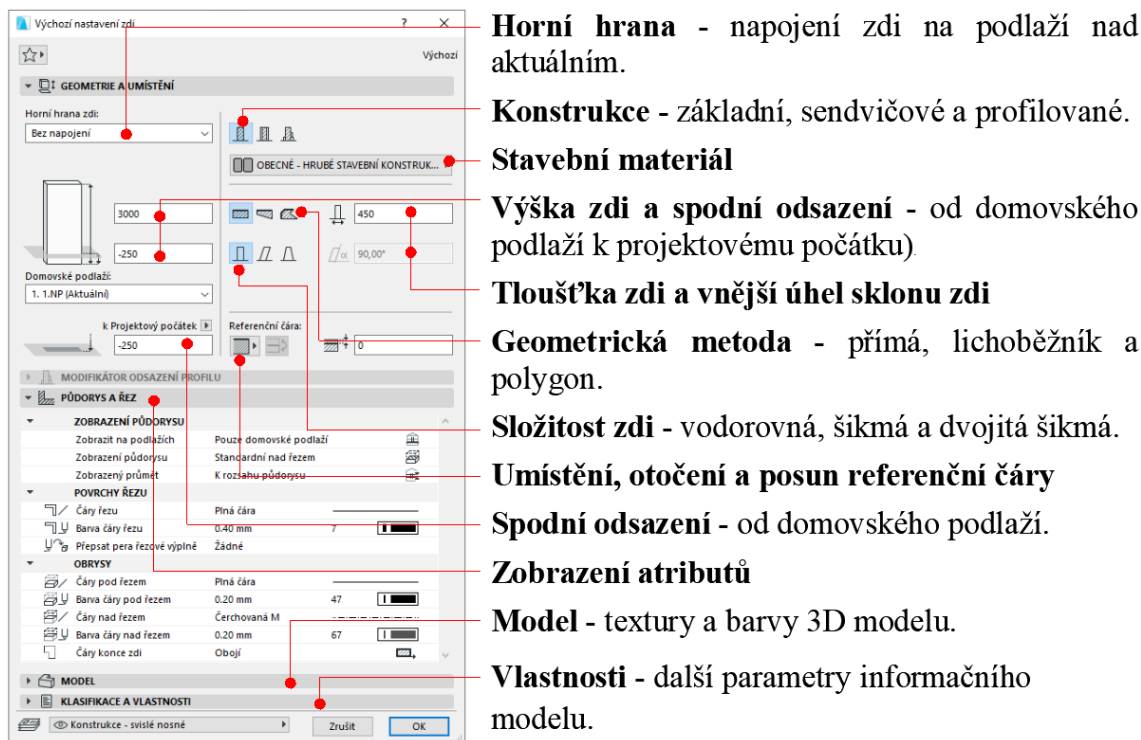 Výchozí nastavení zdi ? ×
Výchozí
GEOMETRIE A UMÍSTĚNÍ
Horní hrana zdi:
Bez napojení
OBECNÉ - HRUBÉ STAVEBNÍ KONSTRUK...
3000
450
-250
α 90,00°
Domovské podlaží:
1. 1.NP (Aktuální)
k Projektový počátek
Referenční čára:
-250
0
MODIFIKÁTOR ODSAZENÍ PROFILU
PŮDORYS A ŘEZ
ZOBRAZENÍ PŮDORYSU
Zobrazit na podlažích Pouze domovské podlaží
Zobrazení půdorysu Standardní nad řezem
Zobrazený průmět K rozsahu půdorysu
POVRCHY ŘEZU
Čáry řezu Plná čára
Barva čáry řezu 0.40 mm 7
Přepsat pera řezové výplně Žádné
OBRYSY
Čáry pod řezem Plná čára
Barva čáry pod řezem 0.20 mm 47
Čáry nad řezem Čerchovaná M
Barva čáry nad řezem 0.20 mm 67
Čáry konce zdi Obojí
MODEL
KLASIFIKACE A VLASTNOSTI
Konstrukce - svislé nosné Zrušit OK
Horní hrana - napojení zdi na podlaží nad
aktuálním.
Konstrukce - základní, sendvičové a profilované.
Stavební materiál
Výška zdi a spodní odsazení - od domovského
podlaží k projektovému počátku).
Tloušťka zdi a vnější úhel sklonu zdi
Geometrická metoda - přímá, lichoběžník a
polygon.
Složitost zdi - vodorovná, šikmá a dvojitá šikmá.
Umístění, otočení a posun referenční čáry
Spodní odsazení - od domovského podlaží.
Zobrazení atributů
Model - textury a barvy 3D modelu.
Vlastnosti - další parametry informačního
modelu.